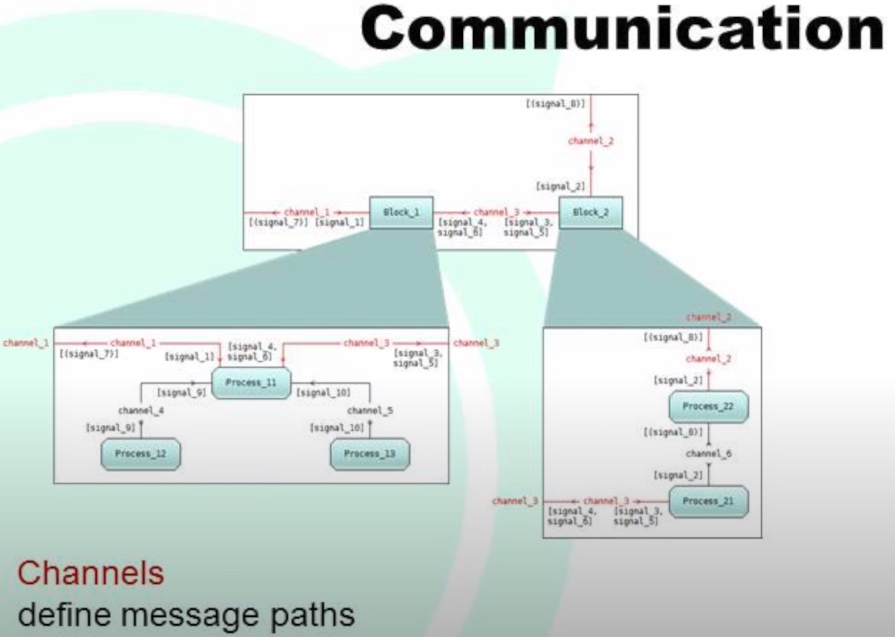 Communication
[(signal_8)]
channel_2
[signal_2]
Block_1
Block_2
channel_1
channel_3
[(signal_7)] [signal_1]
[signal_4,
signal_6]
[signal_3,
signal_5]
channel_1
channel_1
[(signal_7)]
[signal_1]
[signal_4,
signal_6]
channel_3
channel_3
[signal_3,
signal_5]
Process_11
[signal_9]
[signal_10]
channel_4
channel_5
[signal_9]
[signal_10]
Process_12
Process_13
channel_2
[(signal_8)]
channel_2
[signal_2]
Process_22
[(signal_8)]
channel_6
[signal_2]
channel_3
channel_3
Process_21
[signal_4,
signal_6]
[signal_3,
signal_5]
Channels
define message paths